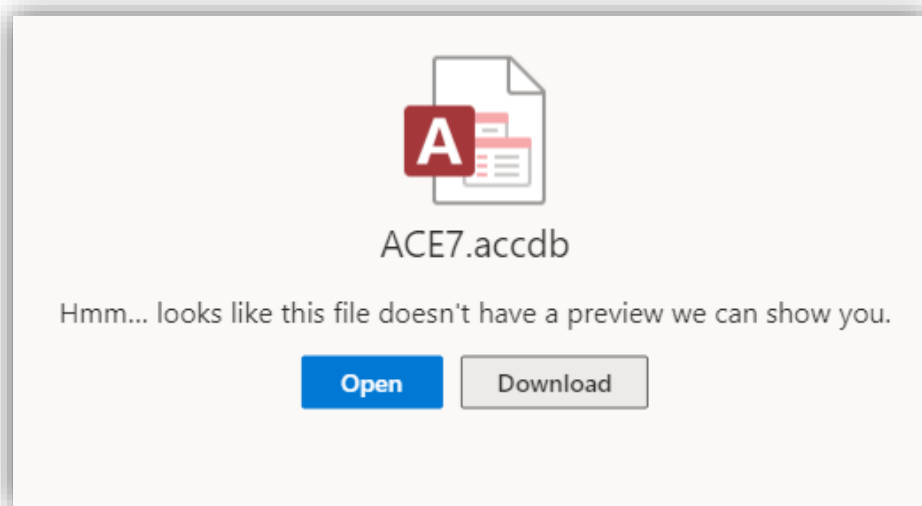 A
ACE7.accdb
Hmm... looks like this file doesn't have a preview we can show you.
Open
Download